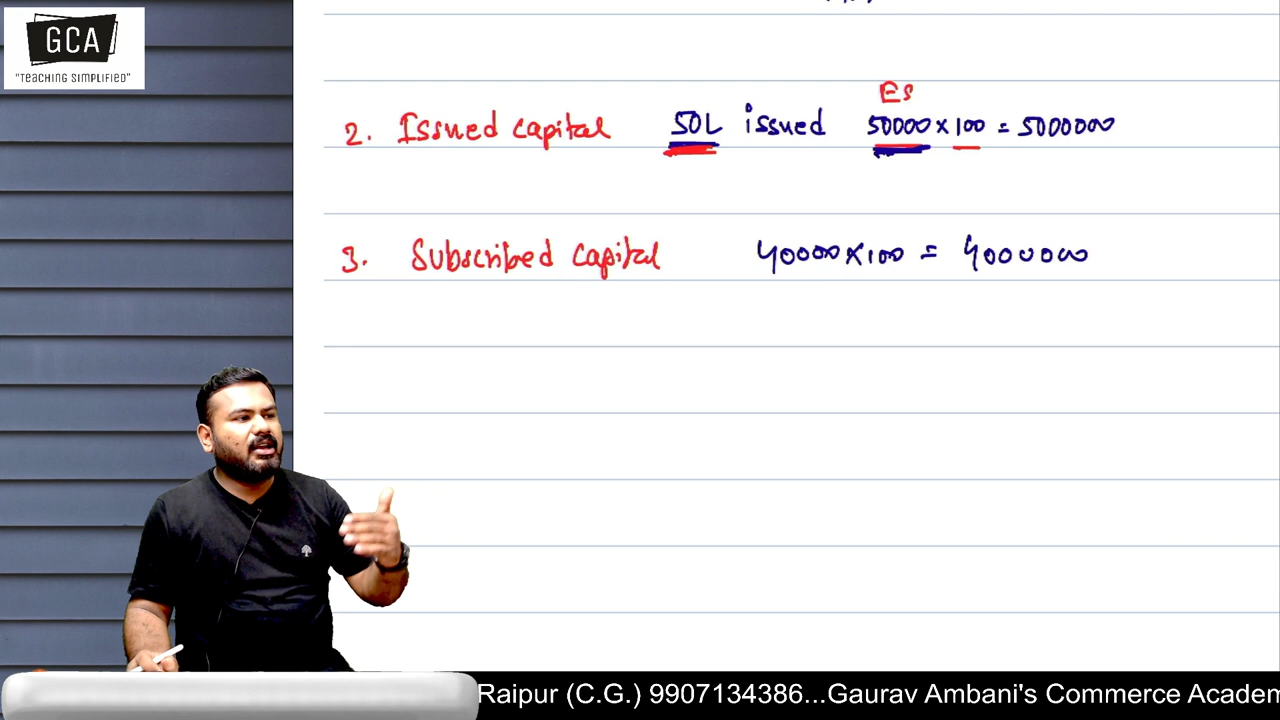 GCA
"TEACHING SIMPLIFIED"
ES
2. Issued capital 50L issued 50000 × 100 = 5000000
3. Subscribed capital 40000 × 100 = 4000000
Raipur (C.G.) 9907134386...Gaurav Ambani's Commerce Academ